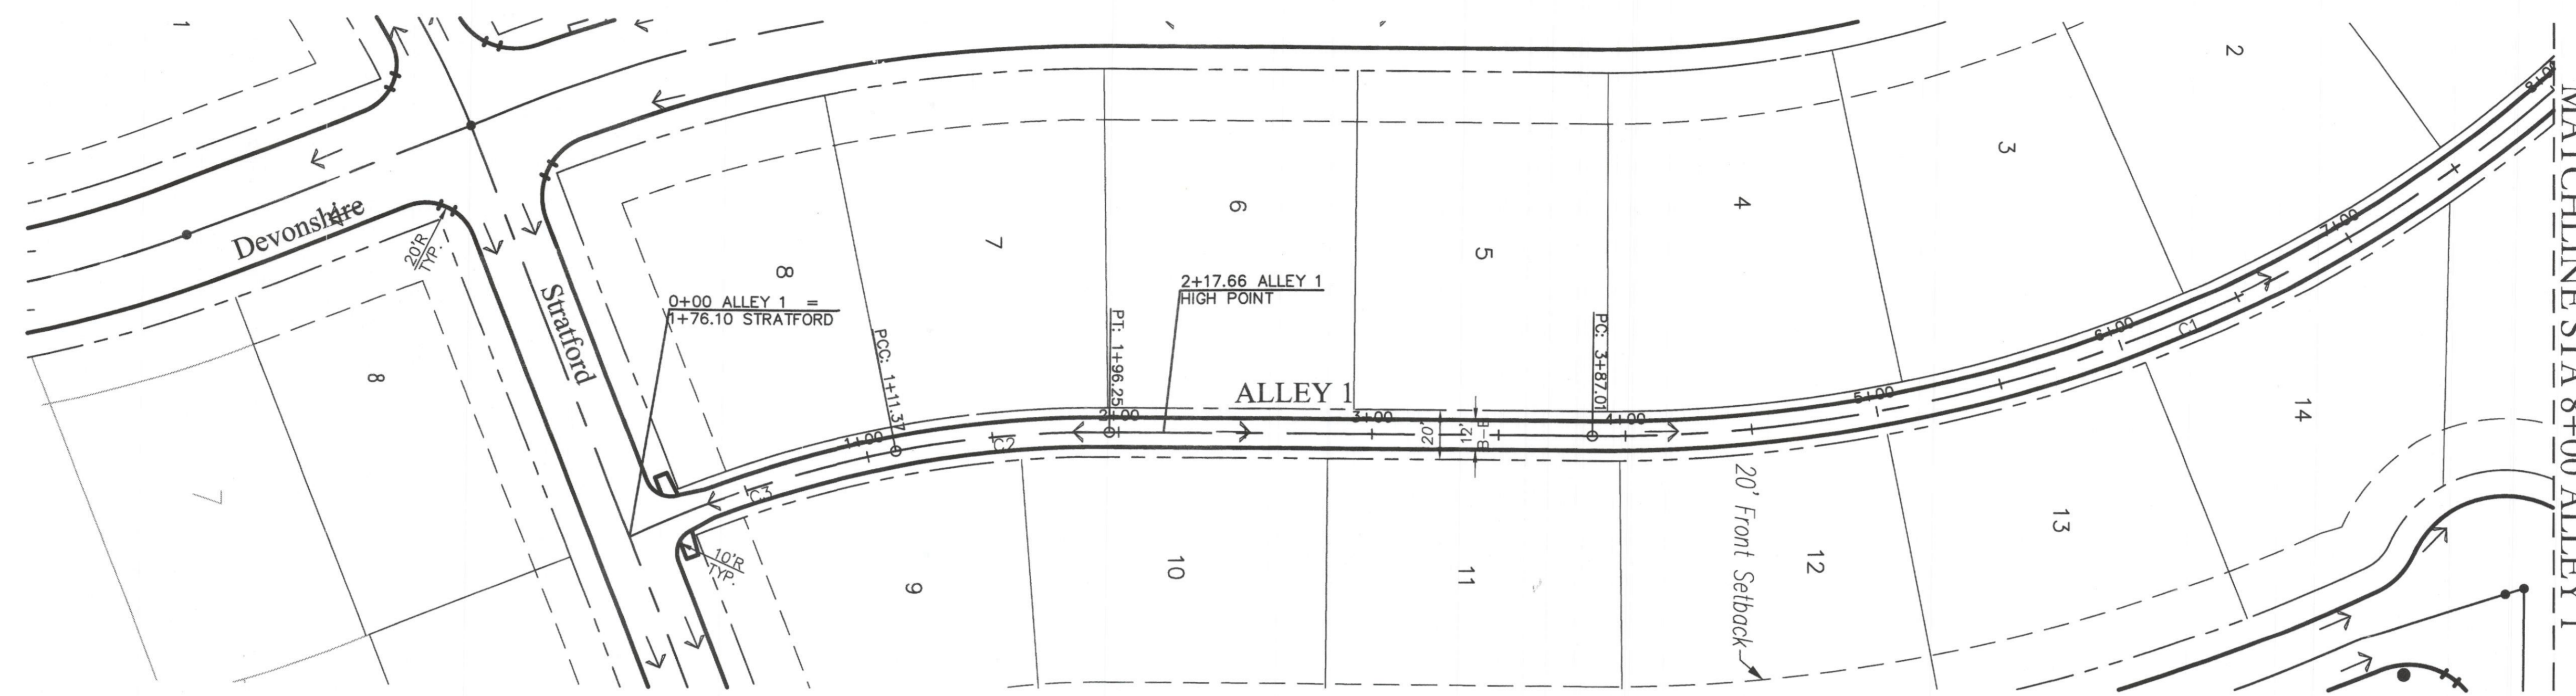 1
2
3
4
5
6
7
8
Devonshire
20'R
TYP.
Stratford
0+00 ALLEY 1 =
1+76.10 STRATFORD
PCC: 1+11.37
PT: 1+96.25
2+17.66 ALLEY 1
HIGH POINT
PC: 3+87.01
ALLEY 1
1+00
2+00
3+00
4+00
5+00
6+00
7+00
8+00
C3
C2
C1
20'
12'
B-B
10'R
TYP.
20' Front Setback
8
7
9
10
11
12
13
14
MATCHLINE STA 8+00 ALLEY 1